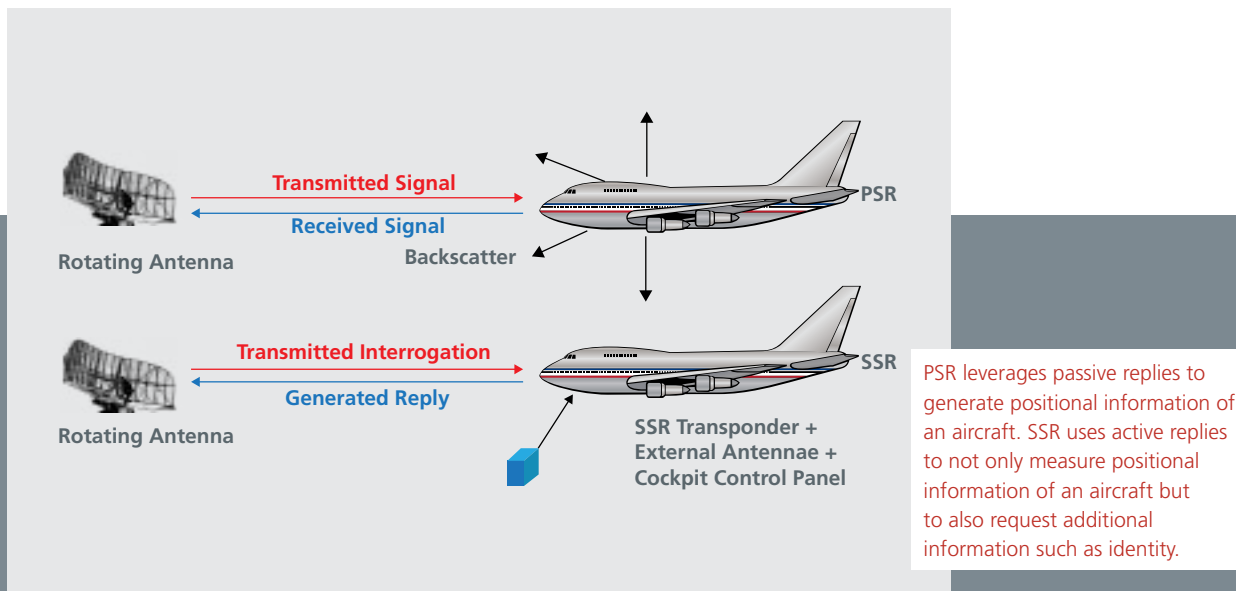 Transmitted Signal
PSR
Received Signal
Backscatter
Rotating Antenna
Transmitted Interrogation
SSR
Generated Reply
Rotating Antenna
SSR Transponder +
External Antennae +
Cockpit Control Panel
PSR leverages passive replies to
generate positional information of
an aircraft. SSR uses active replies
to not only measure positional
information of an aircraft but
to also request additional
information such as identity.